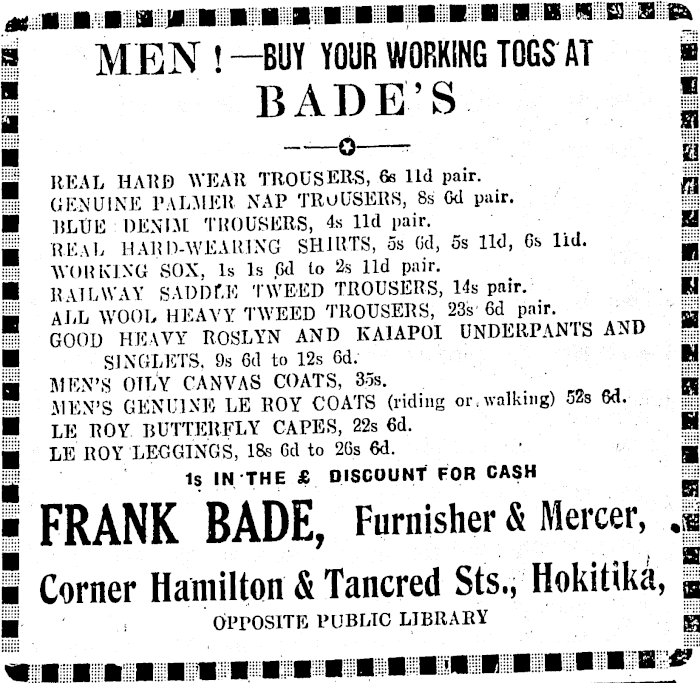 MEN!—BUY YOUR WORKING TOGS AT
BADE'S
REAL HARD WEAR TROUSERS, 6s 11d pair.
GENUINE PALMER NAP TROUSERS, 8s 6d pair.
BLUE DENIM TROUSERS, 4s 11d pair.
REAL HARD-WEARING SHIRTS, 5s 6d, 5s 11d, 6s 11d.
WORKING SOX, 1s 1s 6d to 2s 11d pair.
RAILWAY SADDLE TWEED TROUSERS, 14s pair.
ALL WOOL HEAVY TWEED TROUSERS, 23s 6d pair.
GOOD HEAVY ROSLYN AND KAIAPOI UNDERPANTS AND
SINGLETS, 9s 6d to 12s 6d.
MEN'S OILY CANVAS COATS, 35s.
MEN'S GENUINE LE ROY COATS (riding or walking) 52s 6d.
LE ROY BUTTERFLY CAPES, 22s 6d.
LE ROY LEGGINGS, 18s 6d to 26s 6d.
1s IN THE £ DISCOUNT FOR CASH
FRANK BADE, Furnisher & Mercer,
Corner Hamilton & Tancred Sts., Hokitika,
OPPOSITE PUBLIC LIBRARY